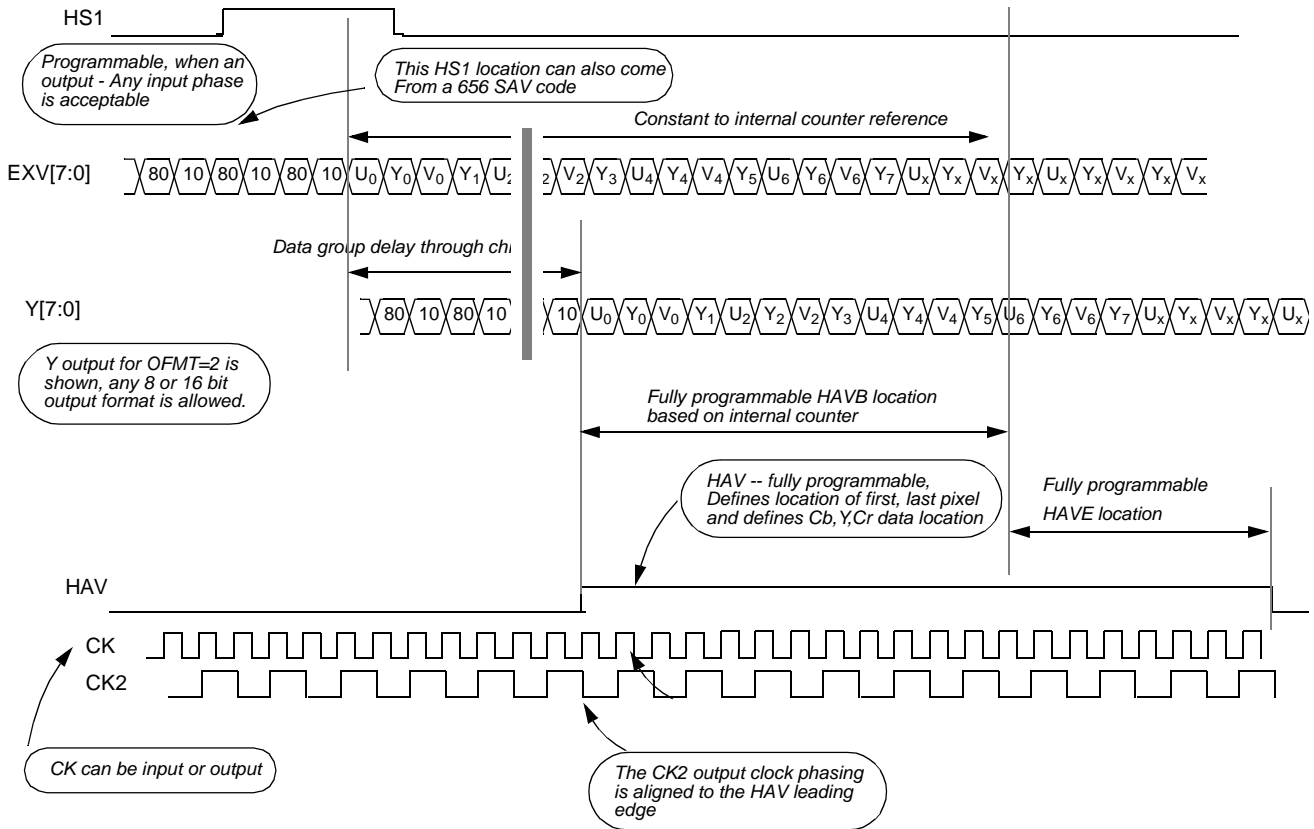 HS1
Programmable, when an
output - Any input phase
is acceptable
This HS1 location can also come
From a 656 SAV code
Constant to internal counter reference
EXV[7:0]
80 10 80 10 80 10 U0 Y0 V0 Y1 U2 2 V2 Y3 U4 Y4 V4 Y5 U6 Y6 V6 Y7 Ux Yx Vx Yx Ux Yx Vx Yx Vx
Data group delay through chi
Y[7:0]
80 10 80 10 10 U0 Y0 V0 Y1 U2 Y2 V2 Y3 U4 Y4 V4 Y5 U6 Y6 V6 Y7 Ux Yx Vx Yx Ux
Y output for OFMT=2 is
shown, any 8 or 16 bit
output format is allowed.
Fully programmable HAVB location
based on internal counter
HAV -- fully programmable,
Defines location of first, last pixel
and defines Cb,Y,Cr data location
Fully programmable
HAVE location
HAV
CK
CK2
CK can be input or output
The CK2 output clock phasing
is aligned to the HAV leading
edge